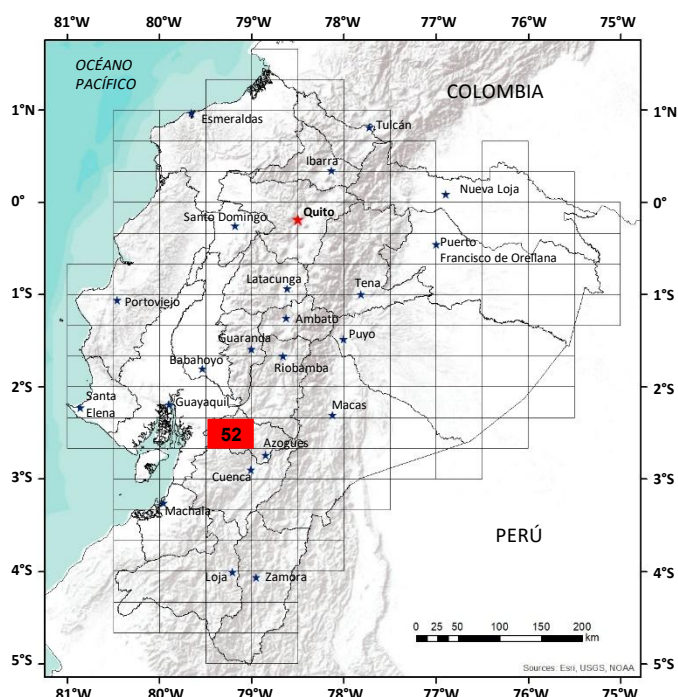 81°W 80°W 79°W 78°W 77°W 76°W 75°W
OCÉANO
PACÍFICO
COLOMBIA
1°N 1°N
Esmeraldas
Tulcán
Ibarra
Nueva Loja
0° 0°
Santo Domingo
Quito
Puerto
Francisco de Orellana
Latacunga
Tena
1°S 1°S
Portoviejo
Ambato
Guaranda
Puyo
Babahoyo
Riobamba
2°S 2°S
Santa
Elena
Guayaquil
Macas
52
Azogues
3°S 3°S
Cuenca
Machala
PERÚ
4°S 4°S
Loja
Zamora
0 25 50 100 150 200
km
5°S 5°S
Sources: Esri, USGS, NOAA
81°W 80°W 79°W 78°W 77°W 76°W 75°W